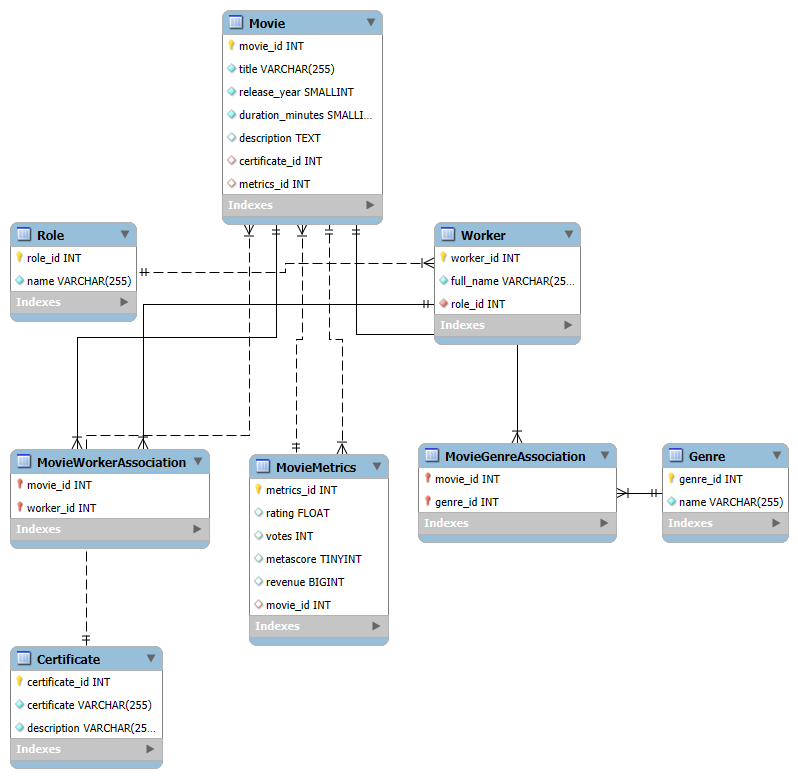 Movie
movie_id INT
title VARCHAR(255)
release_year SMALLINT
duration_minutes SMALLI...
description TEXT
certificate_id INT
metrics_id INT
Indexes
Role
role_id INT
name VARCHAR(255)
Indexes
Worker
worker_id INT
full_name VARCHAR(25...
role_id INT
Indexes
MovieWorkerAssociation
movie_id INT
worker_id INT
Indexes
MovieMetrics
metrics_id INT
rating FLOAT
votes INT
metascore TINYINT
revenue BIGINT
movie_id INT
Indexes
MovieGenreAssociation
movie_id INT
genre_id INT
Indexes
Genre
genre_id INT
name VARCHAR(255)
Indexes
Certificate
certificate_id INT
certificate VARCHAR(255)
description VARCHAR(25...
Indexes